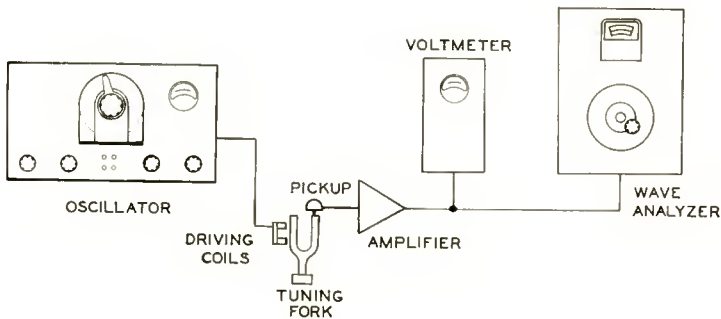 VOLTMETER
OSCILLATOR
PICKUP
WAVE
ANALYZER
DRIVING
COILS
AMPLIFIER
TUNING
FORK